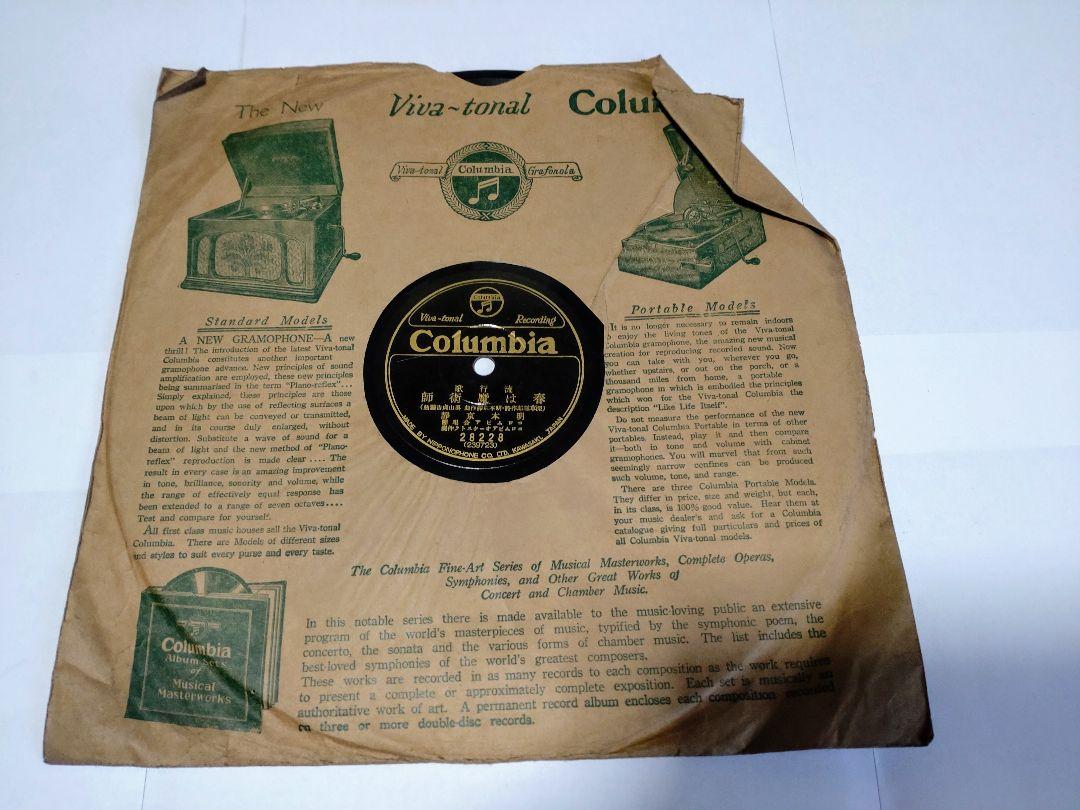 The New Viva~tonal Colu
Viva-tonal Columbia Grafonola
Standard Models
A NEW GRAMOPHONE—A new
thrill! The introduction of the latest Viva-tonal
Columbia constitutes another important
gramophone advance. New principles of sound
amplification are employed, these new principles
being summarised in the term "Plano-reflex"...
Simply explained, these principles are those
upon which by the use of reflecting surfaces a
beam of light can be conveyed or transmitted,
and in its course duly enlarged, without
distortion. Substitute a wave of sound for a
beam of light and the new method of "Plano-
reflex" reproduction is made clear.... The
result in every case is an amazing improvement
in tone, brilliance, sonority and volume, while
the range of effectively equal response has
been extended to a range of seven octaves....
Test and compare for yourself.
All first class music houses sell the Viva-tonal
Columbia. There are Models of different sizes
and styles to suit every purse and every taste.
Columbia
Viva-tonal Recording
Columbia
流行歌
春は魔術師
明本京静
28228
(239723)
MADE BY NIPPONOPHONE CO., LTD. KAWASAKI, JAPAN
Portable Models
It is no longer necessary to remain indoors
to enjoy the living tones of the Viva-tonal
Columbia gramophone, the amazing new musical
creation for reproducing recorded sound. Now
you can take with you, wherever you go,
whether upstairs, or out on the porch, or a
thousand miles from home, a portable
gramophone in which is embodied the principles
which won for the Viva-tonal Columbia the
description "Like Life Itself".
Do not measure the performance of the new
Viva-tonal Columbia Portable in terms of other
portables. Instead, play it and then compare
it—both in tone and volume with cabinet
gramophones. You will marvel that from such
seemingly narrow confines can be produced
such volume, tone, and range.
There are three Columbia Portable Models.
They differ in price, size and weight, but each,
in its class, is 100% good value. Hear them at
your music dealer's and ask for a Columbia
catalogue giving full particulars and prices of
all Columbia Viva-tonal models.
The Columbia Fine-Art Series of Musical Masterworks, Complete Operas,
Symphonies, and Other Great Works of
Concert and Chamber Music.
In this notable series there is made available to the music-loving public an extensive
program of the world's masterpieces of music, typified by the symphonic poem, the
concerto, the sonata and the various forms of chamber music. The list includes the
best-loved symphonies of the world's greatest composers.
These works are recorded in as many records to each composition as the work requires
to present a complete or approximately complete exposition. Each set is musically an
authoritative work of art. A permanent record album encloses each composition recorded
on three or more double-disc records.
Columbia
Album Sets
of
Musical
Masterworks